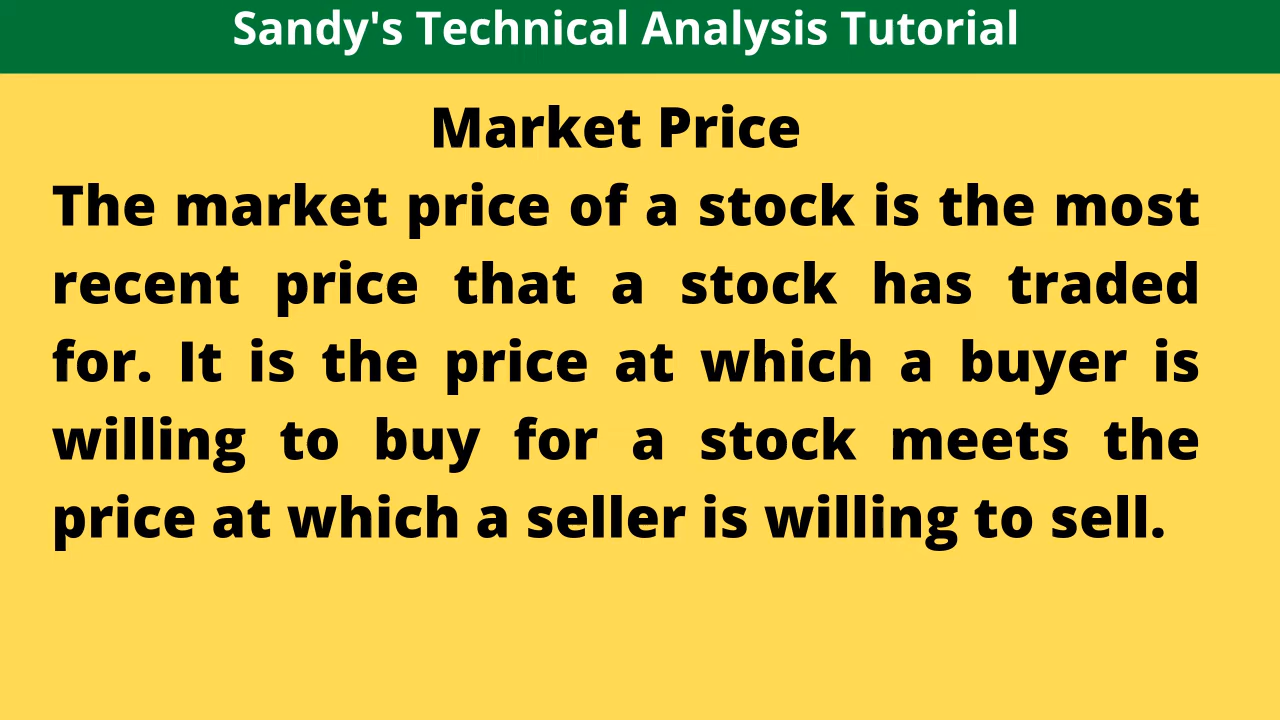 Sandy's Technical Analysis Tutorial
Market Price
The market price of a stock is the most
recent price that a stock has traded
for. It is the price at which a buyer is
willing to buy for a stock meets the
price at which a seller is willing to sell.